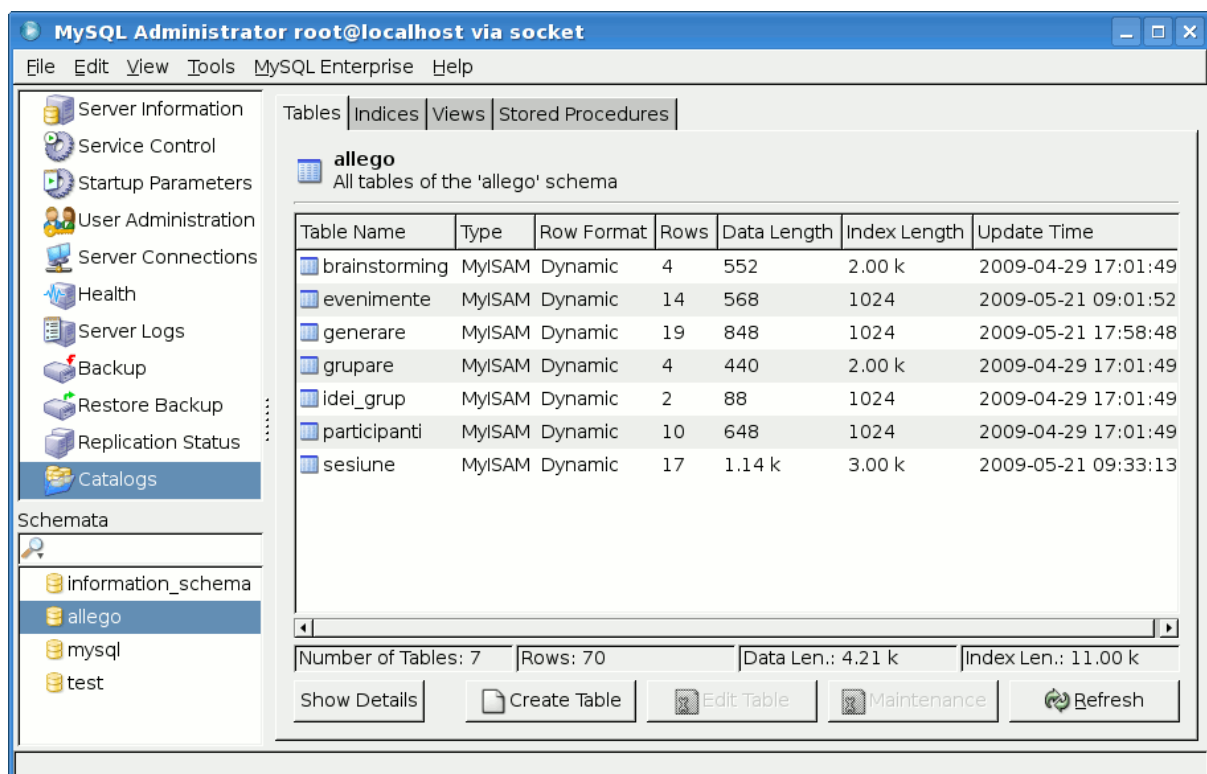 MySQL Administrator root@localhost via socket
File Edit View Tools MySQL Enterprise Help
Server Information
Service Control
Startup Parameters
User Administration
Server Connections
Health
Server Logs
Backup
Restore Backup
Replication Status
Catalogs
Schemata
information_schema
allego
mysql
test
Tables Indices Views Stored Procedures
allego
All tables of the 'allego' schema
Table Name Type Row Format Rows Data Length Index Length Update Time
brainstorming MyISAM Dynamic 4 552 2.00 k 2009-04-29 17:01:49
evenimente MyISAM Dynamic 14 568 1024 2009-05-21 09:01:52
generare MyISAM Dynamic 19 848 1024 2009-05-21 17:58:48
grupare MyISAM Dynamic 4 440 2.00 k 2009-04-29 17:01:49
idei_grup MyISAM Dynamic 2 88 1024 2009-04-29 17:01:49
participanti MyISAM Dynamic 10 648 1024 2009-04-29 17:01:49
sesiune MyISAM Dynamic 17 1.14 k 3.00 k 2009-05-21 09:33:13
Number of Tables: 7 Rows: 70 Data Len.: 4.21 k Index Len.: 11.00 k
Show Details Create Table Edit Table Maintenance Refresh